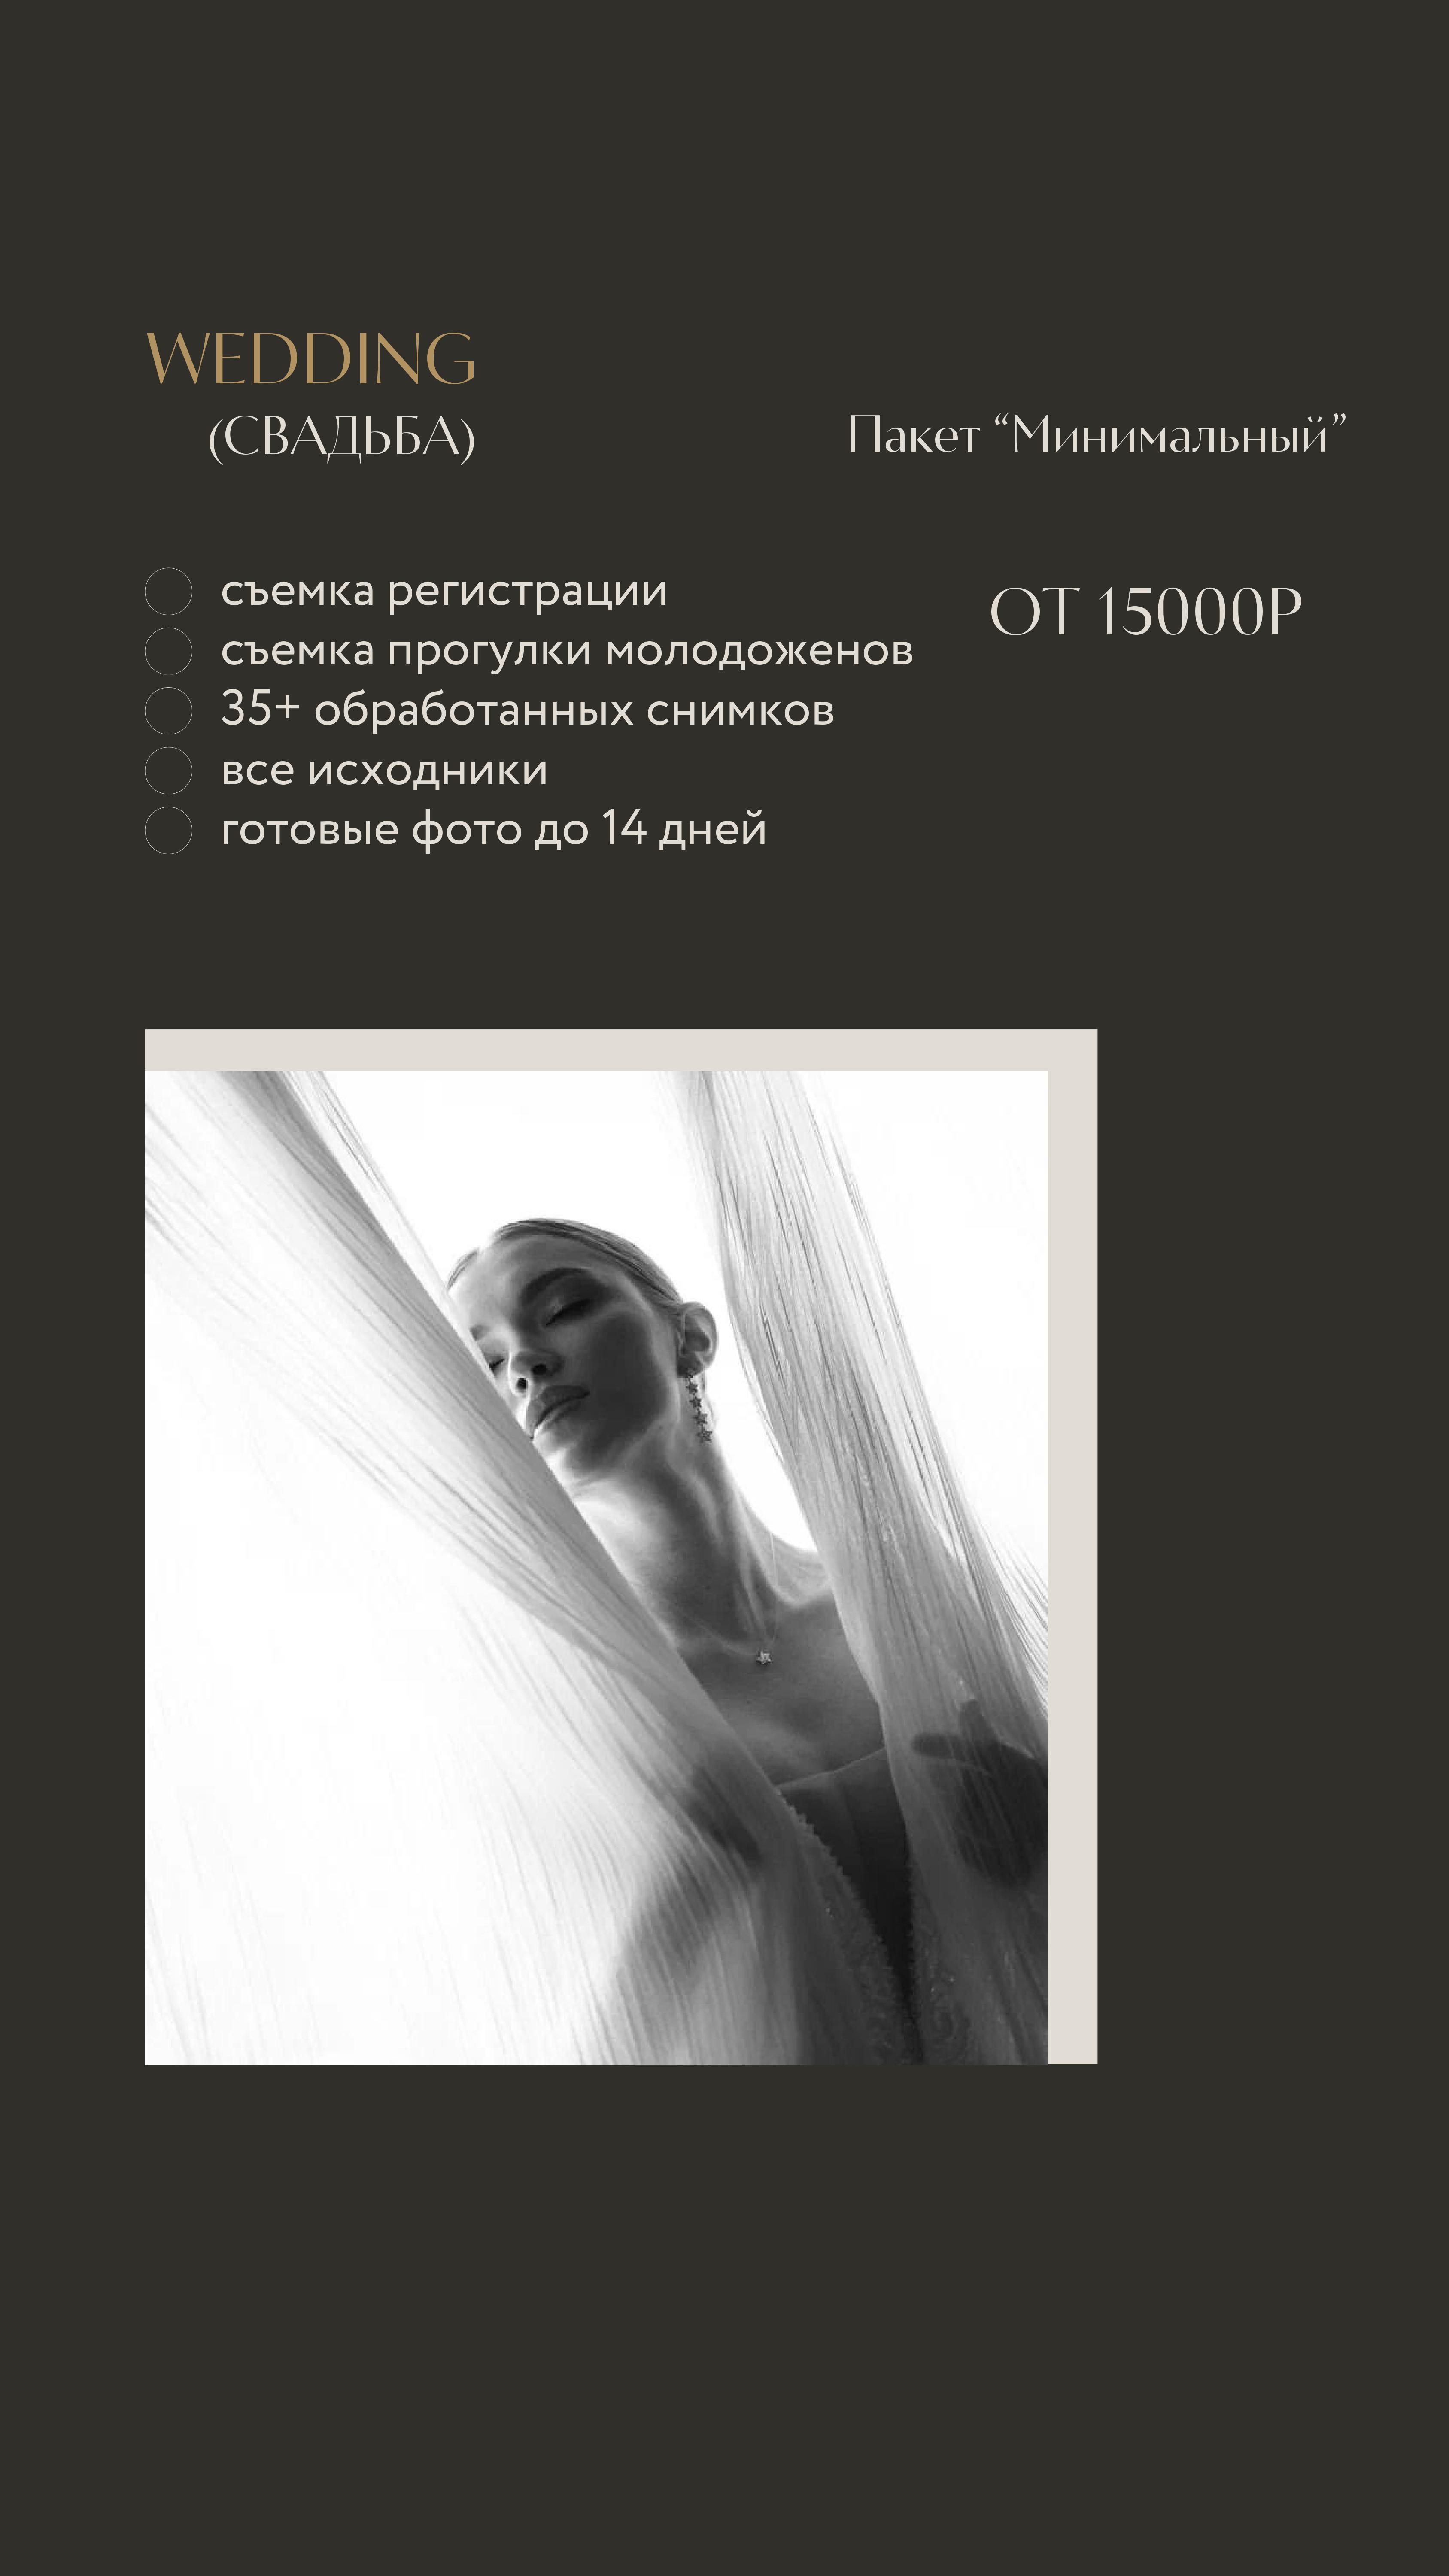 WEDDING
(СВАДЬБА)
Пакет “Минимальный”
съемка регистрации
съемка прогулки молодоженов
35+ обработанных снимков
все исходники
готовые фото до 14 дней
ОТ 15000Р